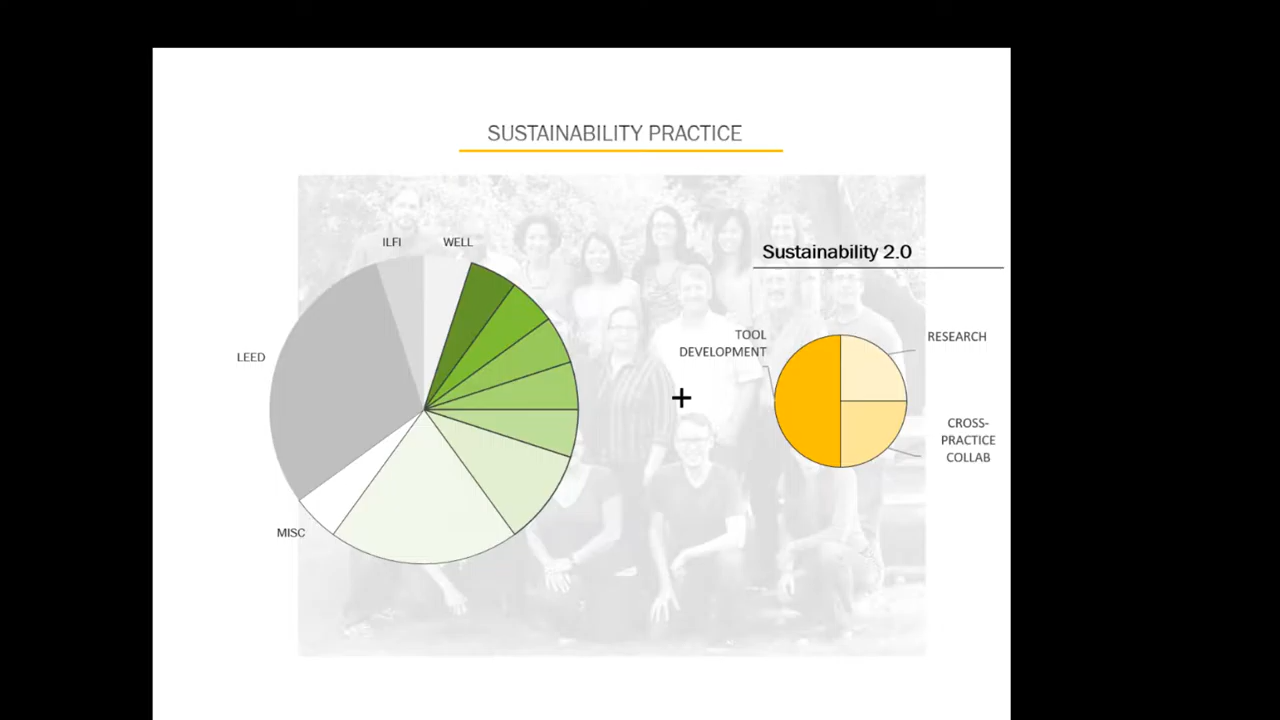 SUSTAINABILITY PRACTICE
ILFI
WELL
LEED
MISC
+
Sustainability 2.0
TOOL
DEVELOPMENT
RESEARCH
CROSS-
PRACTICE
COLLAB